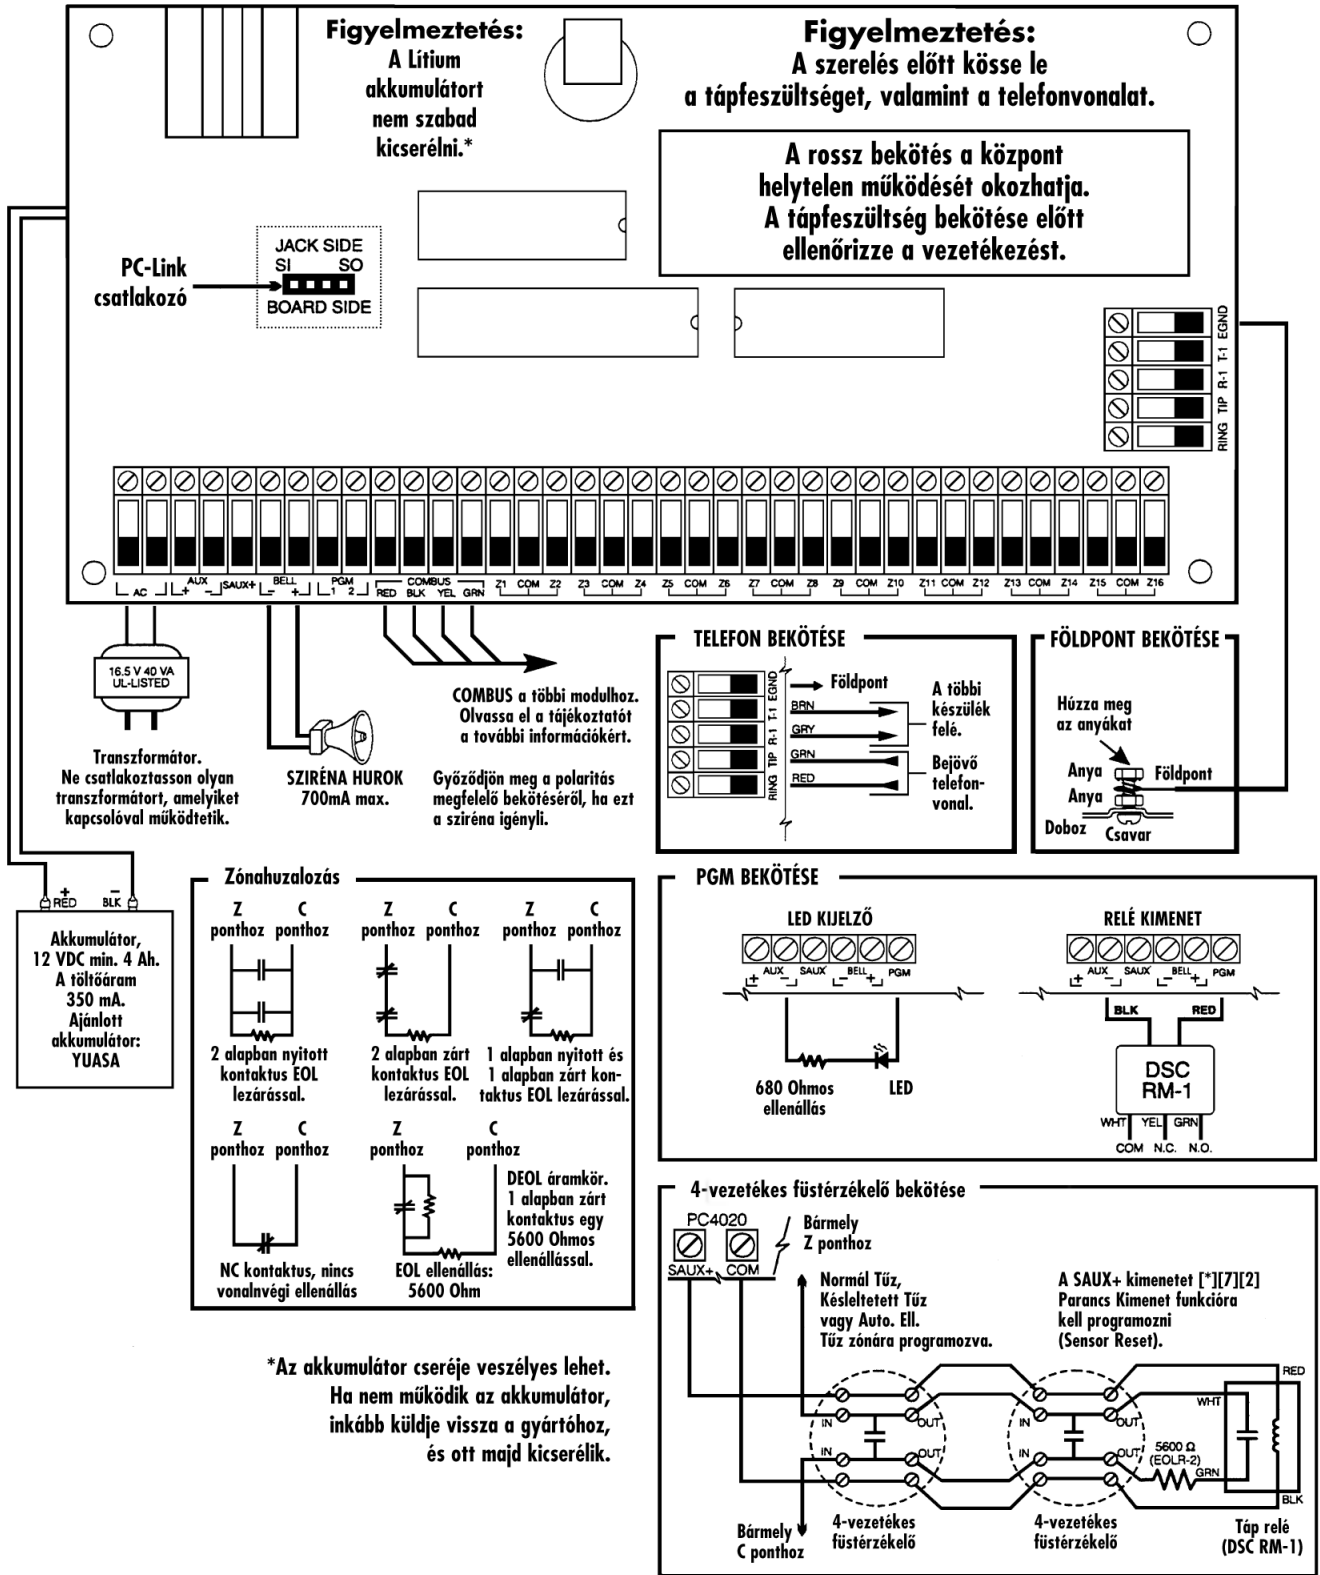 Figyelmeztetés:
A Lítium
akkumulátort
nem szabad
kicserélni.*
Figyelmeztetés:
A szerelés előtt kösse le
a tápfeszültséget, valamint a telefonvonalat.
A rossz bekötés a központ
helytelen működését okozhatja.
A tápfeszültség bekötése előtt
ellenőrizze a vezetékezést.
PC-Link
csatlakozó
JACK SIDE
SI SO
BOARD SIDE
EGND
T-1
R-1
TIP
RING
AC
AUX
+ -
SAUX+
BELL
- +
PGM
1 2
COMBUS
RED BLK YEL GRN
Z1 COM Z2 Z3 COM Z4 Z5 COM Z6 Z7 COM Z8 Z9 COM Z10 Z11 COM Z12 Z13 COM Z14 Z15 COM Z16
16.5 V 40 VA
UL-LISTED
Transzformátor.
Ne csatlakoztasson olyan
transzformátort, amelyiket
kapcsolóval működtetik.
SZIRÉNA HUROK
700mA max.
COMBUS a többi modulhoz.
Olvassa el a tájékoztatót
a további információkért.
Győződjön meg a polaritás
megfelelő bekötéséről, ha ezt
a sziréna igényli.
TELEFON BEKÖTÉSE
EGND
T-1
R-1
TIP
RING
Földpont
BRN
GRY
GRN
RED
A többi
készülék
felé.
Bejövő
telefon-
vonal.
FÖLDPONT BEKÖTÉSE
Húzza meg
az anyákat
Anya
Földpont
Anya
Doboz
Csavar
+ -
RED BLK
Akkumulátor,
12 VDC min. 4 Ah.
A töltőáram
350 mA.
Ajánlott
akkumulátor:
YUASA
Zónahuzalozás
Z C
ponthoz ponthoz
2 alapban nyitott
kontaktus EOL
lezárással.
Z C
ponthoz ponthoz
2 alapban zárt
kontaktus EOL
lezárással.
Z C
ponthoz ponthoz
1 alapban nyitott és
1 alapban zárt kon-
taktus EOL lezárással.
Z C
ponthoz ponthoz
NC kontaktus, nincs
vonalnvégi ellenállás
Z C
ponthoz ponthoz
DEOL áramkör.
1 alapban zárt
kontaktus egy
5600 Ohmos
ellenállással.
EOL ellenállás:
5600 Ohm
PGM BEKÖTÉSE
LED KIJELZŐ
AUX
+ -
SAUX
BELL
- +
PGM
680 Ohmos
ellenállás
LED
RELÉ KIMENET
AUX
+ -
SAUX
BELL
- +
PGM
BLK RED
DSC
RM-1
WHT YEL GRN
COM N.C. N.O.
4-vezetékes füstérzékelő bekötése
PC4020
SAUX+ COM
Bármely
Z ponthoz
Normál Tűz,
Késleltetett Tűz
vagy Auto. Ell.
Tűz zónára programozva.
A SAUX+ kimenetet [*][7][2]
Parancs Kimenet funkcióra
kell programozni
(Sensor Reset).
RED
WHT
IN OUT IN OUT
IN OUT IN OUT
5600 Ω
(EOLR-2)
GRN
BLK
Bármely
C ponthoz
4-vezetékes
füstérzékelő
4-vezetékes
füstérzékelő
Táp relé
(DSC RM-1)
*Az akkumulátor cseréje veszélyes lehet.
Ha nem működik az akkumulátor,
inkább küldje vissza a gyártóhoz,
és ott majd kicserélik.